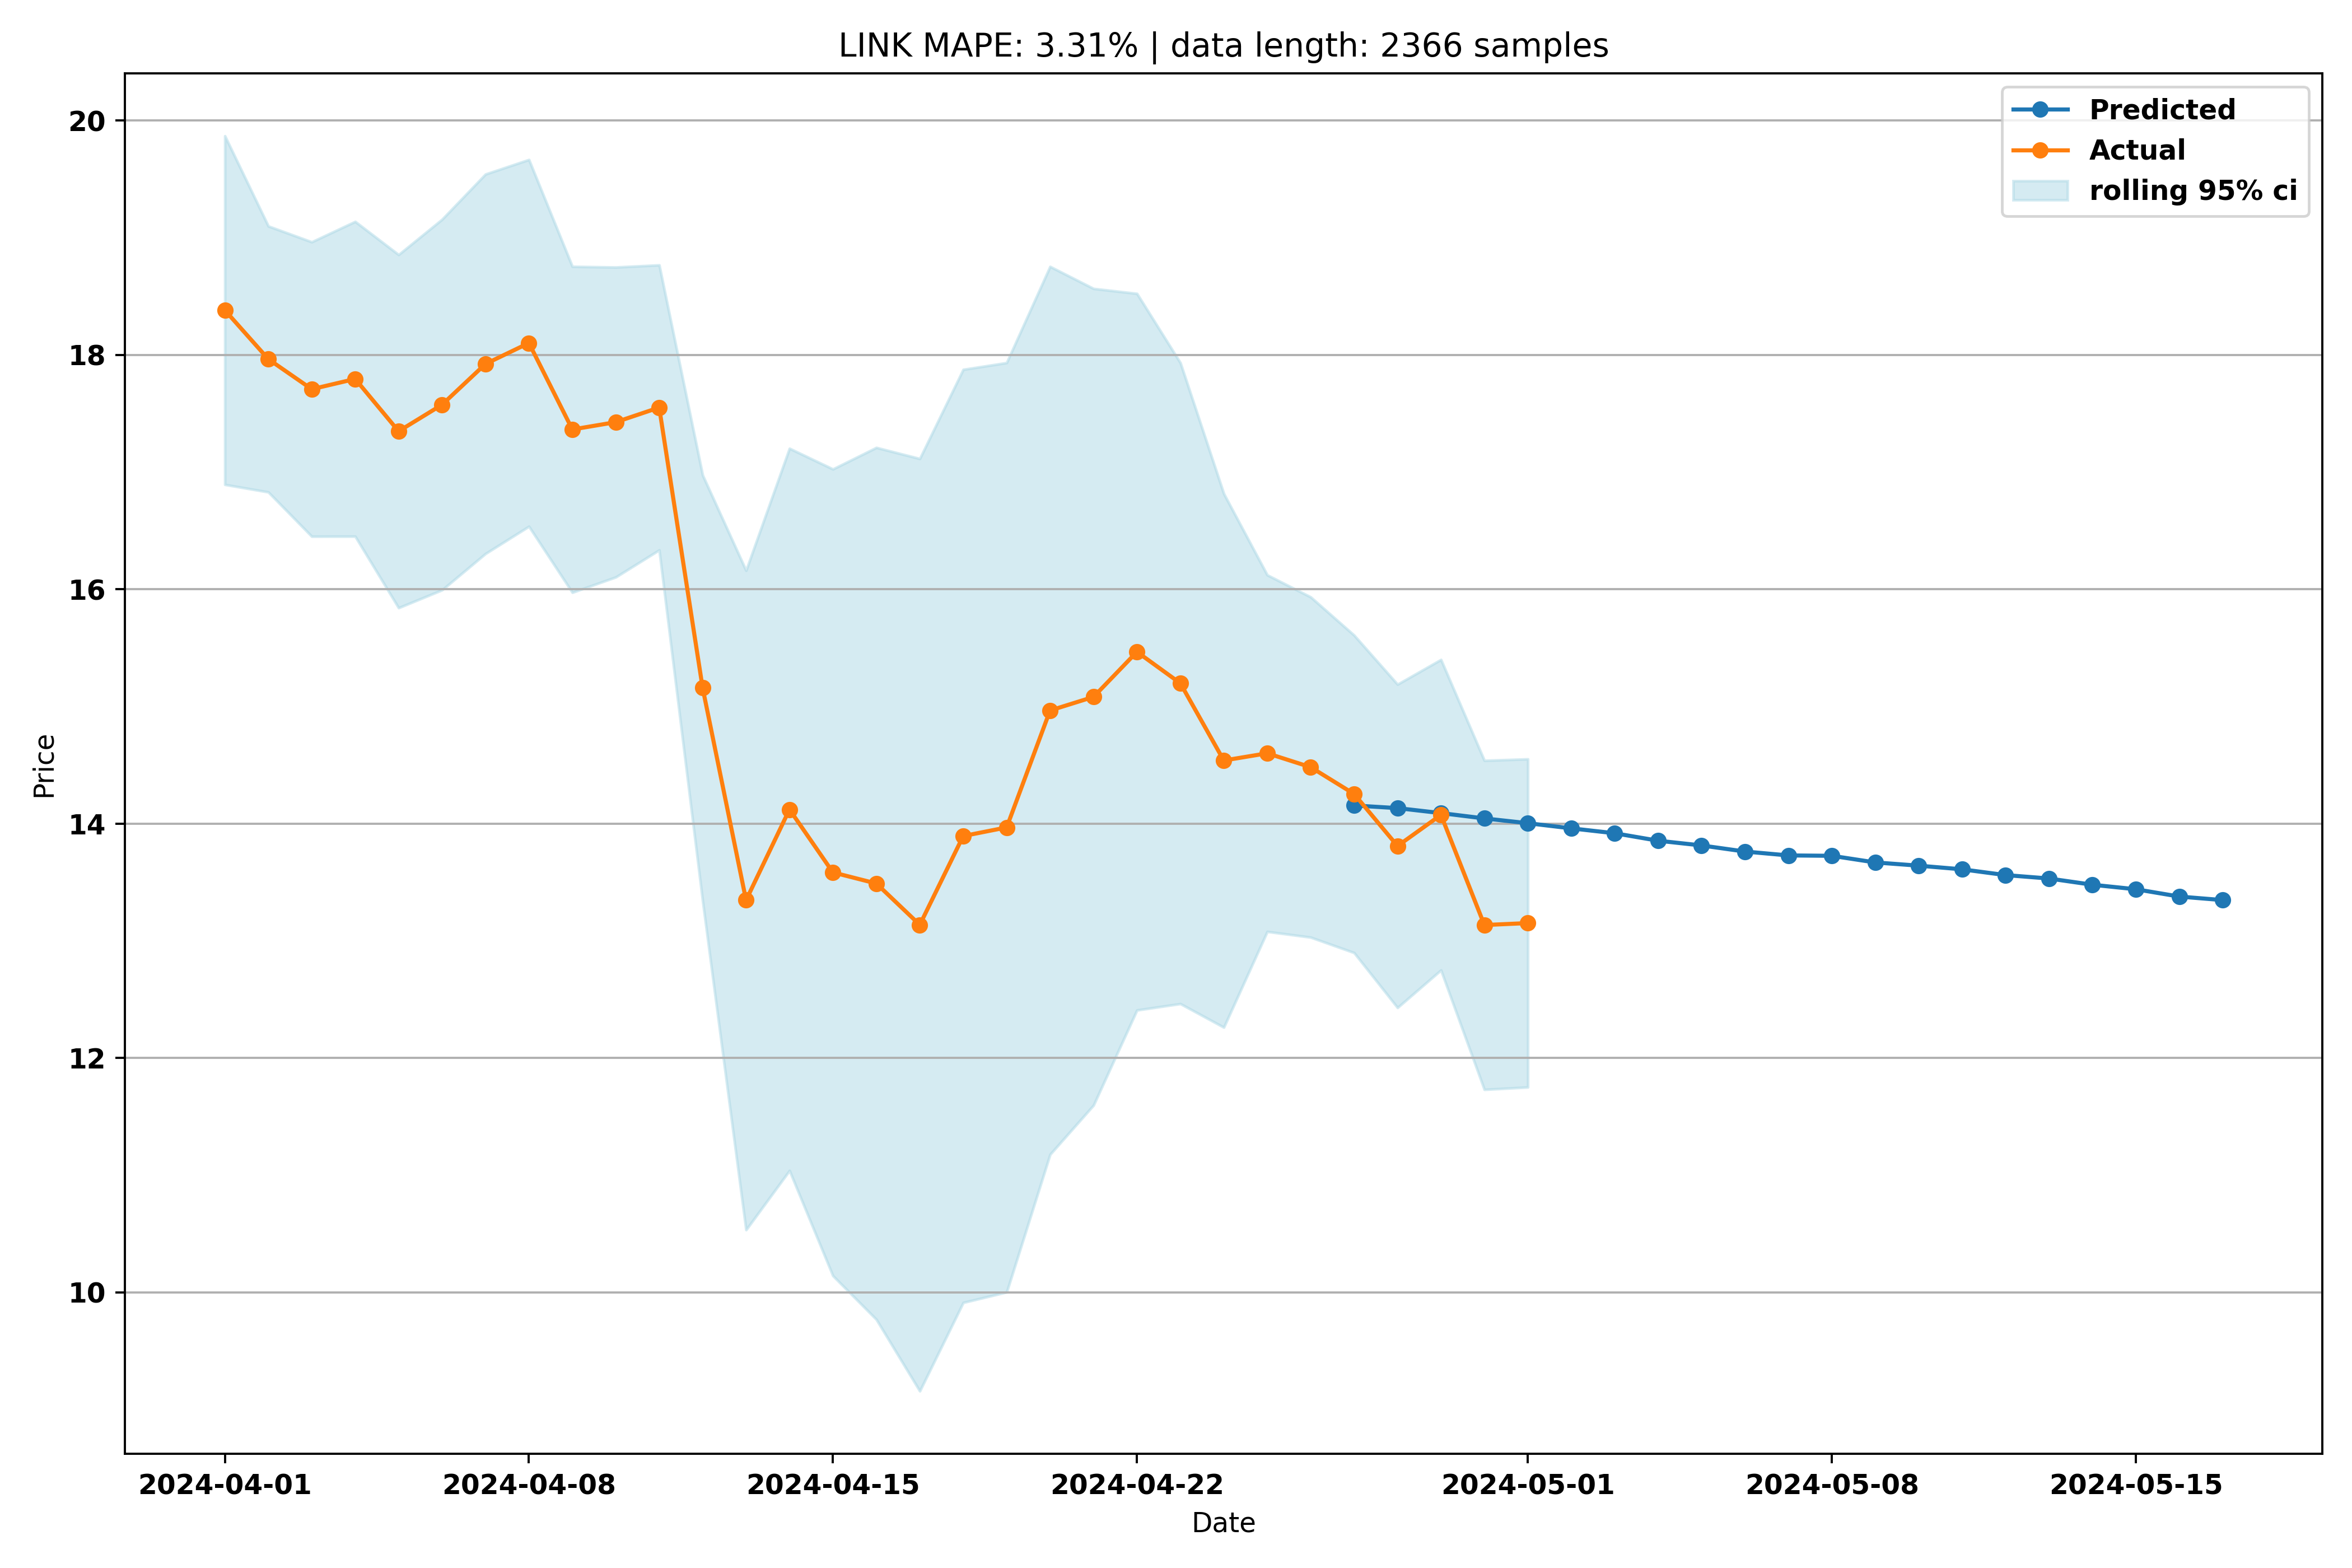 LINK MAPE: 3.31% | data length: 2366 samples
Predicted
Actual
rolling 95% ci
Price
20
18
16
14
12
10
2024-04-01
2024-04-08
2024-04-15
2024-04-22
2024-05-01
2024-05-08
2024-05-15
Date